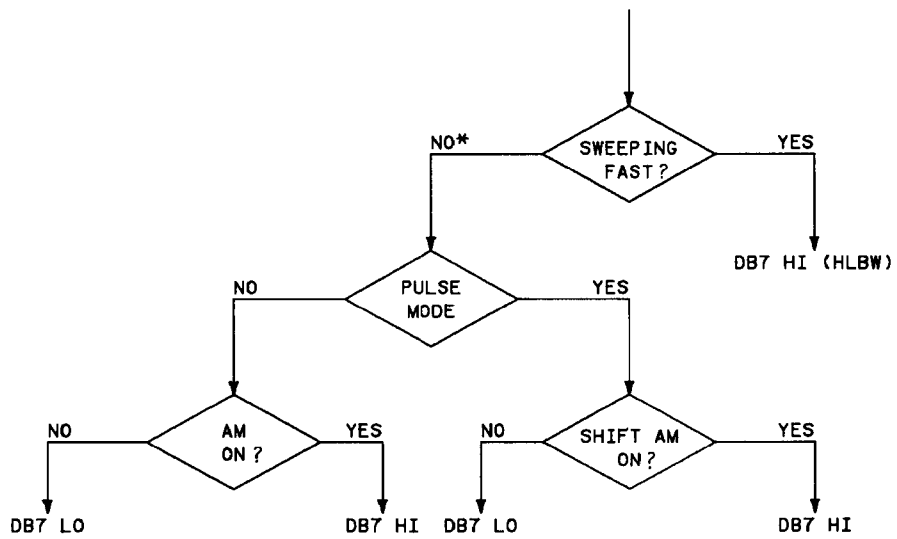 NO*
SWEEPING
FAST?
YES
DB7 HI (HLBW)
NO
PULSE
MODE
YES
NO
AM
ON?
YES
NO
SHIFT AM
ON?
YES
DB7 LO
DB7 HI
DB7 LO
DB7 HI